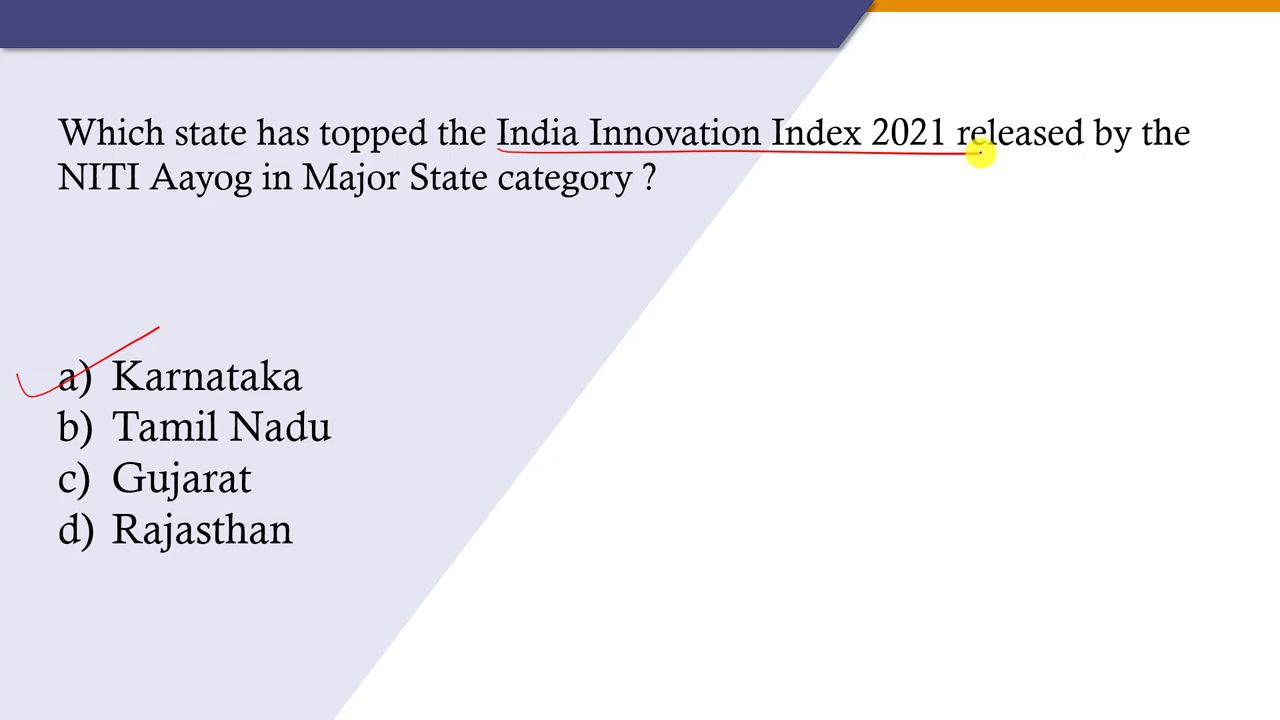 Which state has topped the India Innovation Index 2021 released by the
NITI Aayog in Major State category ?
a) Karnataka
b) Tamil Nadu
c) Gujarat
d) Rajasthan